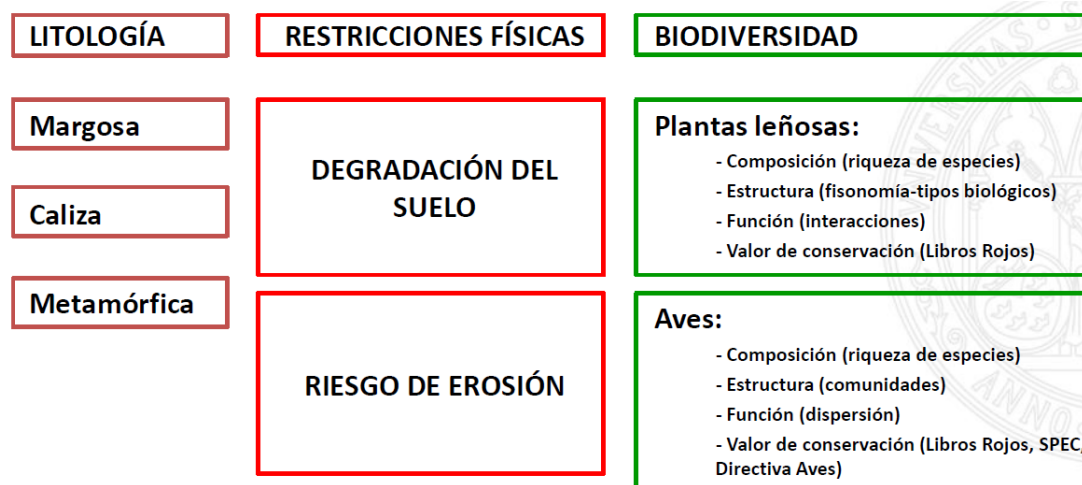 LITOLOGÍA
RESTRICCIONES FÍSICAS
BIODIVERSIDAD
Margosa
Caliza
Metamórfica
DEGRADACIÓN DEL
SUELO
RIESGO DE EROSIÓN
Plantas leñosas:
- Composición (riqueza de especies)
- Estructura (fisonomía-tipos biológicos)
- Función (interacciones)
- Valor de conservación (Libros Rojos)
Aves:
- Composición (riqueza de especies)
- Estructura (comunidades)
- Función (dispersión)
- Valor de conservación (Libros Rojos, SPEC,
Directiva Aves)